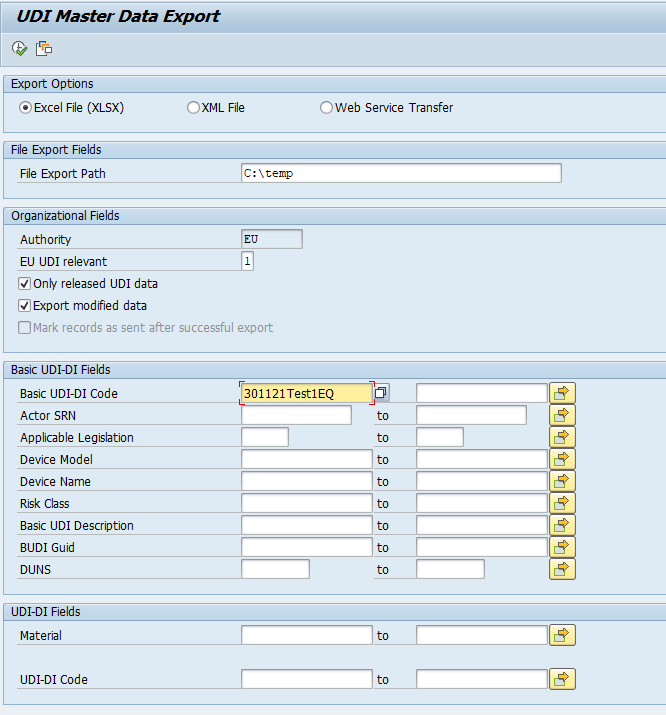 UDI Master Data Export
Export Options
Excel File (XLSX) XML File Web Service Transfer
File Export Fields
File Export Path C:\temp
Organizational Fields
Authority EU
EU UDI relevant 1
Only released UDI data
Export modified data
Mark records as sent after successful export
Basic UDI-DI Fields
Basic UDI-DI Code 301121Test1EQ
Actor SRN to
Applicable Legislation to
Device Model to
Device Name to
Risk Class to
Basic UDI Description to
BUDI Guid to
DUNS to
UDI-DI Fields
Material to
UDI-DI Code to